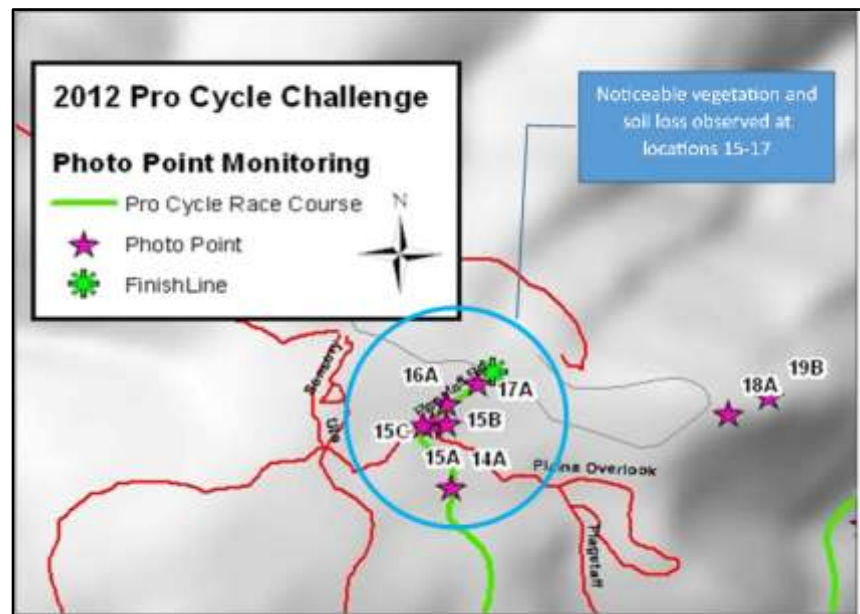 2012 Pro Cycle Challenge
Photo Point Monitoring
Pro Cycle Race Course
N
Photo Point
FinishLine
Noticeable vegetation and
soil loss observed at
locations 15-17
Sensory
Ute
16A
17A
15C
15B
15A
14A
18A
19B
Plains Overlook
Flagstaff